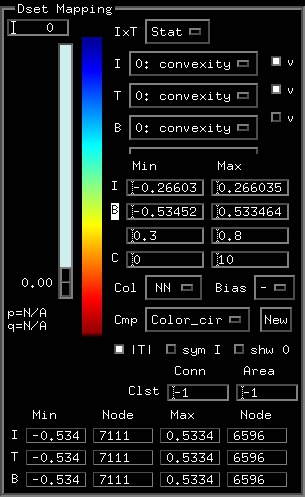 Dset Mapping
0
IxT Stat
I 0: convexity v
T 0: convexity v
B 0: convexity v
Min Max
I -0.26603 0.266035
B -0.53452 0.533464
0.3 0.8
C 0 10
0.00
Col NN Bias -
p=N/A
q=N/A
Cmp Color_cir New
|T| sym I shw 0
Conn Area
Clst -1 -1
Min Node Max Node
I -0.534 7111 0.5334 6596
T -0.534 7111 0.5334 6596
B -0.534 7111 0.5334 6596